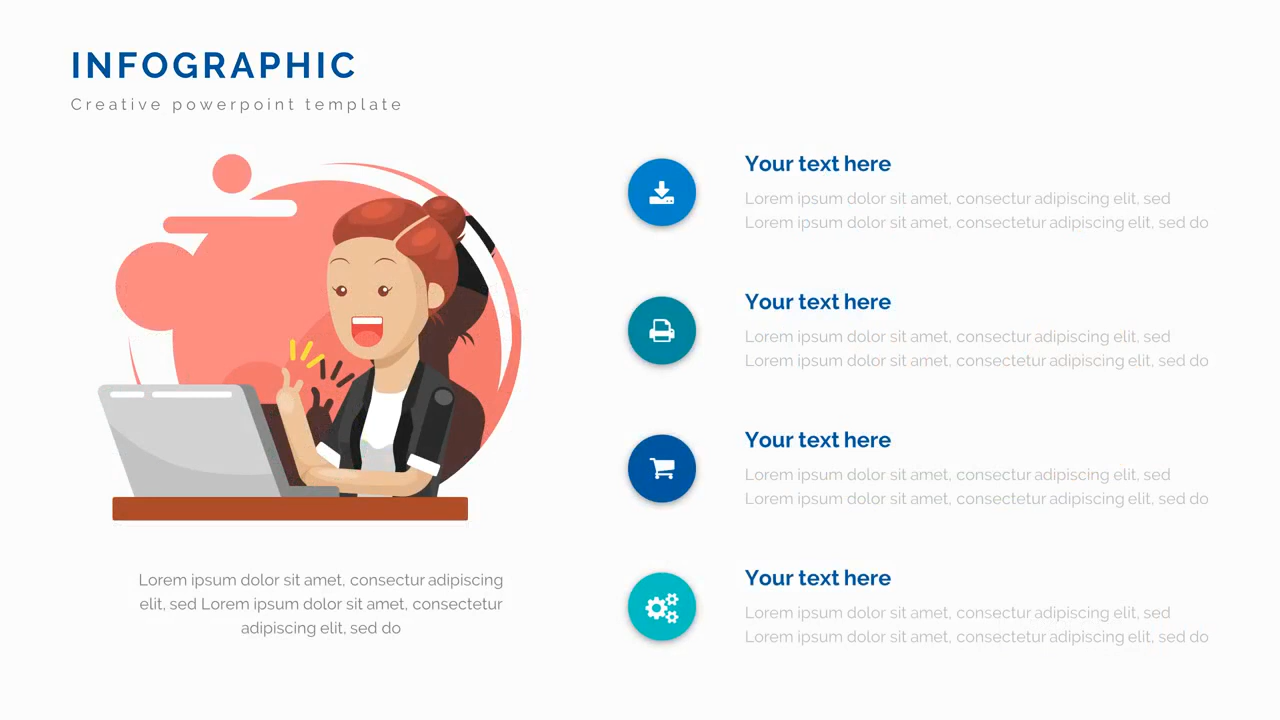 INFOGRAPHIC
Creative powerpoint template
Your text here
Lorem ipsum dolor sit amet, consectur adipiscing elit, sed
Lorem ipsum dolor sit amet, consectetur adipiscing elit, sed do
Your text here
Lorem ipsum dolor sit amet, consectur adipiscing elit, sed
Lorem ipsum dolor sit amet, consectetur adipiscing elit, sed do
Your text here
Lorem ipsum dolor sit amet, consectur adipiscing elit, sed
Lorem ipsum dolor sit amet, consectetur adipiscing elit, sed do
Your text here
Lorem ipsum dolor sit amet, consectur adipiscing elit, sed
Lorem ipsum dolor sit amet, consectetur adipiscing elit, sed do
Lorem ipsum dolor sit amet, consectur adipiscing
elit, sed Lorem ipsum dolor sit amet, consectetur
adipiscing elit, sed do